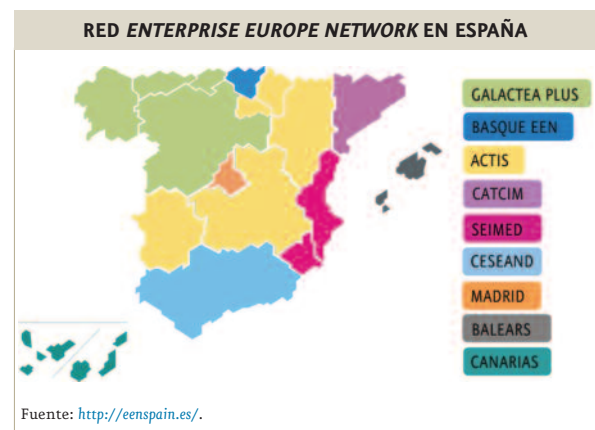 RED ENTERPRISE EUROPE NETWORK EN ESPAÑA
GALACTEA PLUS
BASQUE EEN
ACTIS
CATCIM
SEIMED
CESEAND
MADRID
BALEARS
CANARIAS
Fuente: http://eenspain.es/.